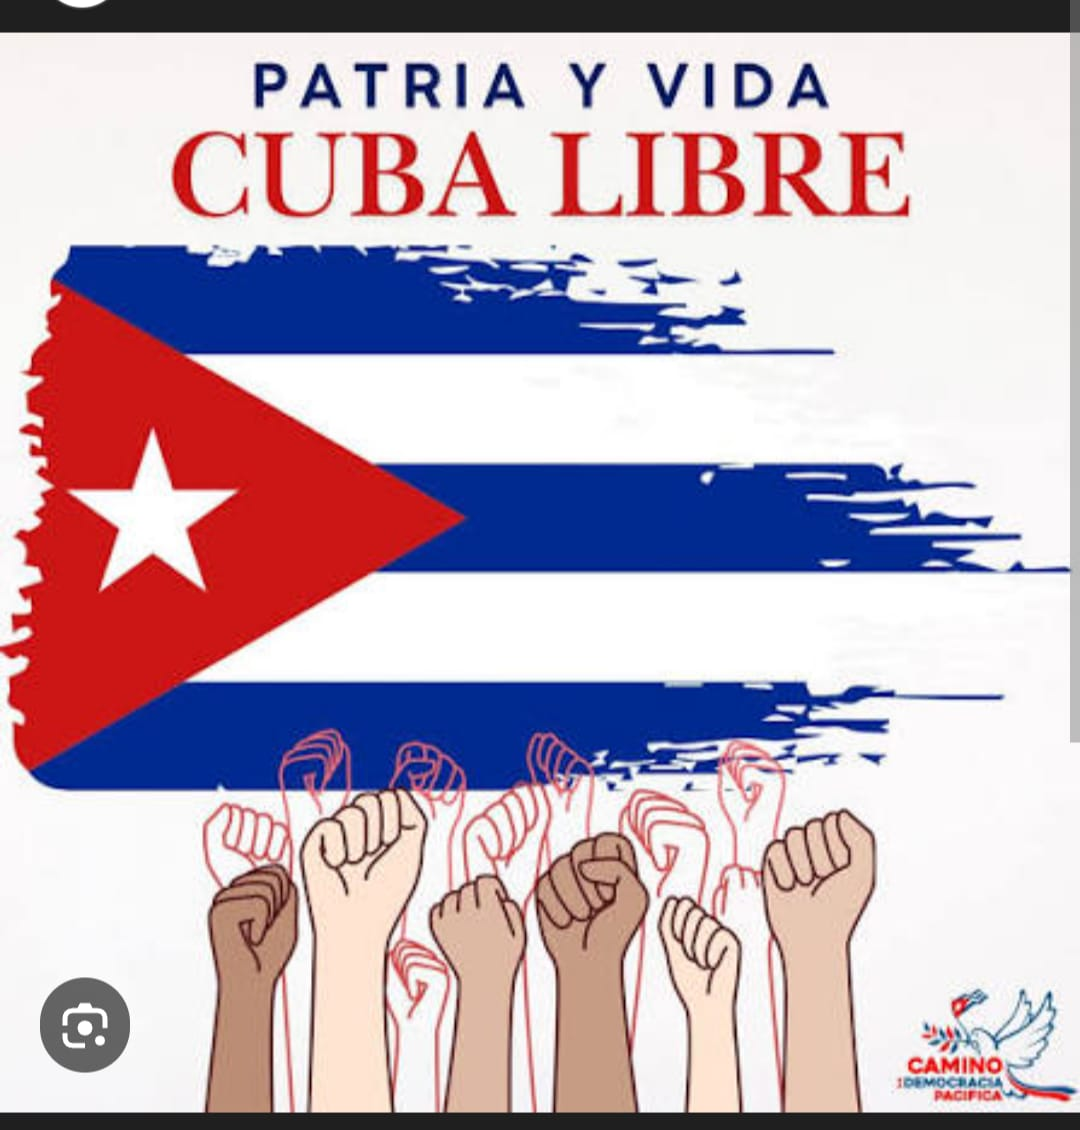 PATRIA Y VIDA
CUBA LIBRE
CAMINO
DEMOCRACIA
PACIFICA